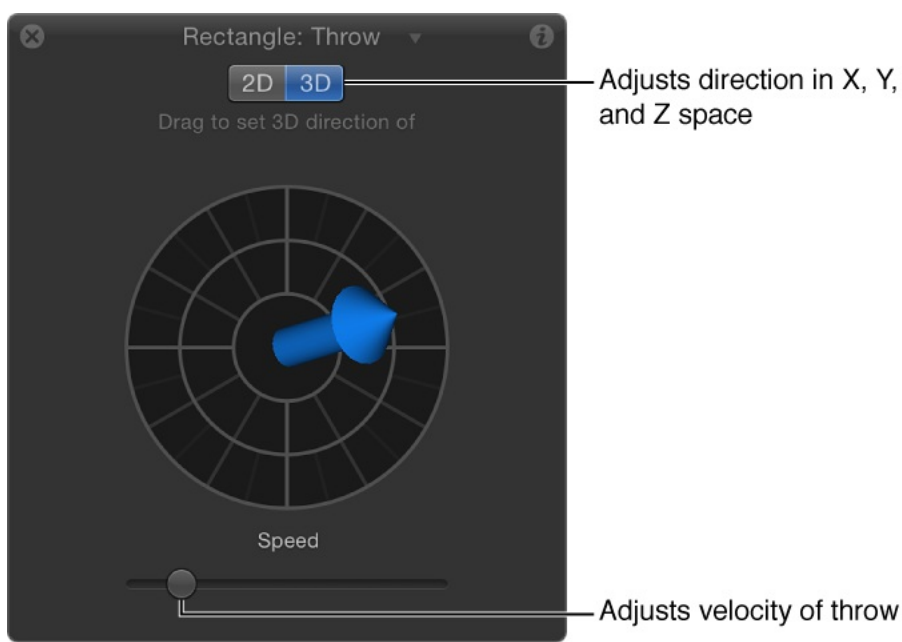 Rectangle: Throw
2D 3D
Adjusts direction in X, Y,
and Z space
Drag to set 3D direction of
Speed
Adjusts velocity of throw